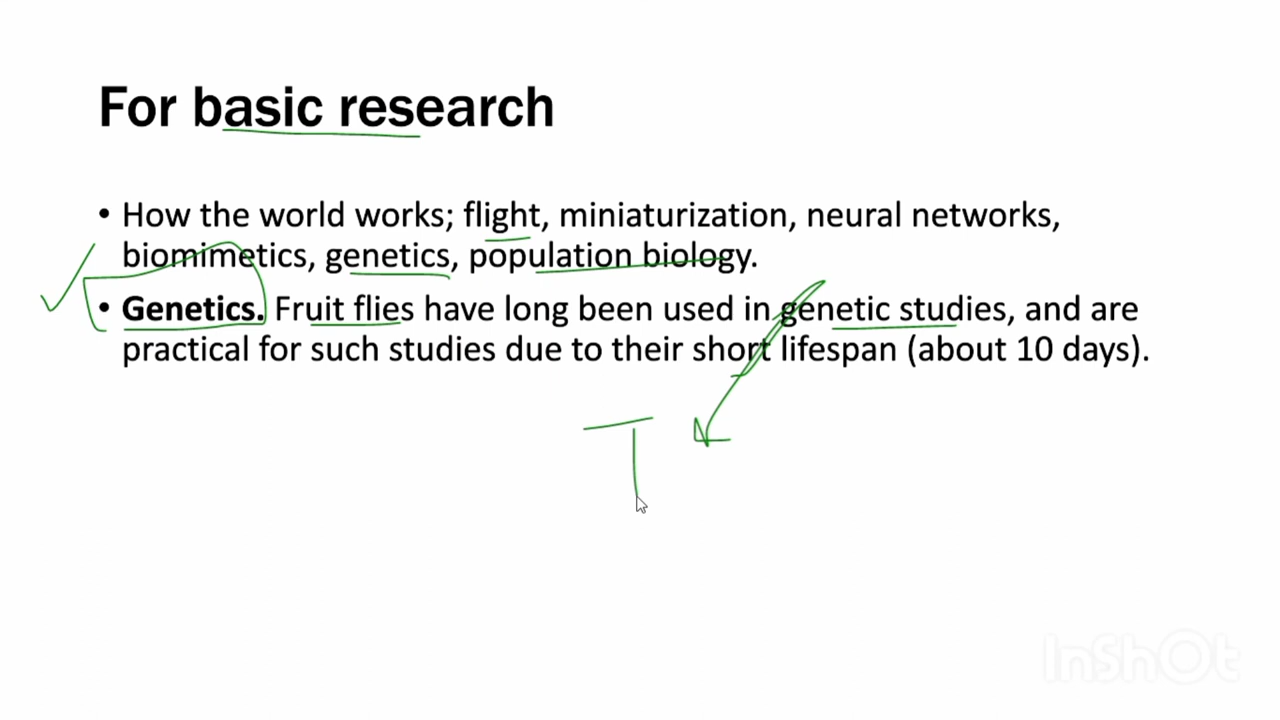 For basic research
• How the world works; flight, miniaturization, neural networks,
biomimetics, genetics, population biology.
• Genetics. Fruit flies have long been used in genetic studies, and are
practical for such studies due to their short lifespan (about 10 days).
T
InShOt